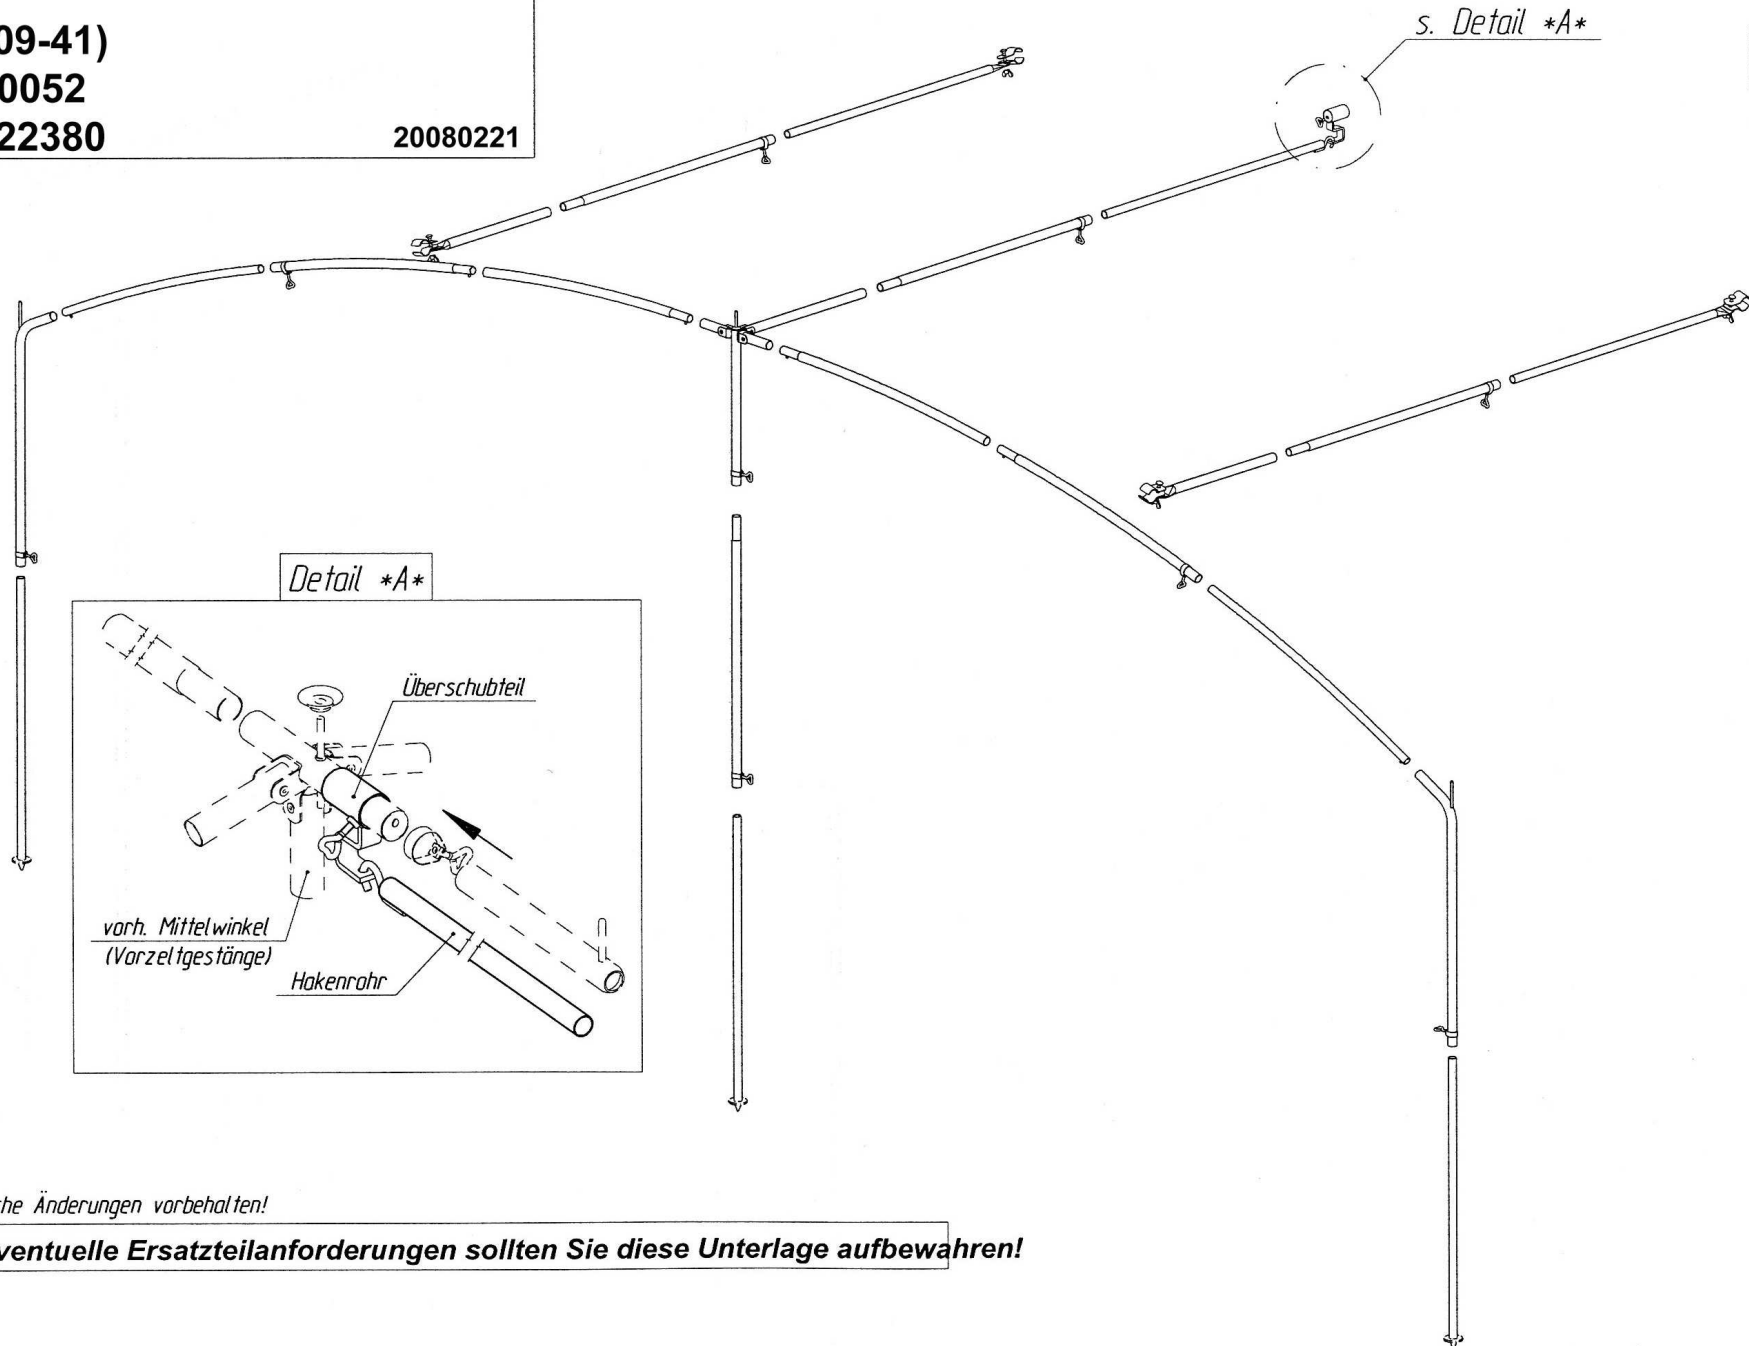 09-41)
0052
22380
20080221
s. Detail *A*
Detail *A*
Überschubteil
vorh. Mittelwinkel
(Vorzeltgestänge)
Hakenrohr
che Änderungen vorbehalten!
ventuelle Ersatzteilanforderungen sollten Sie diese Unterlage aufbewahren!